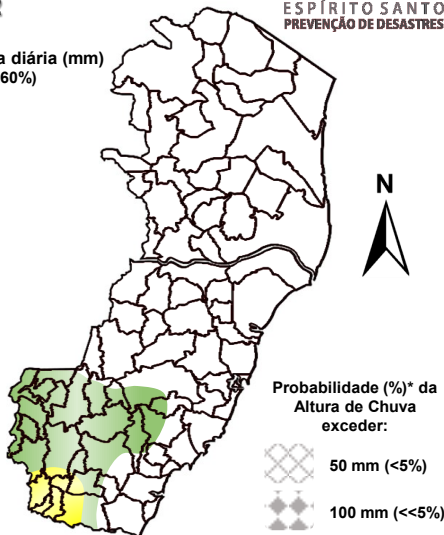 ESPÍRITO SANTO
PREVENÇÃO DE DESASTRES
a diária (mm)
60%)
N
Probabilidade (%)* da
Altura de Chuva
exceder:
50 mm (<5%)
100 mm (<<5%)